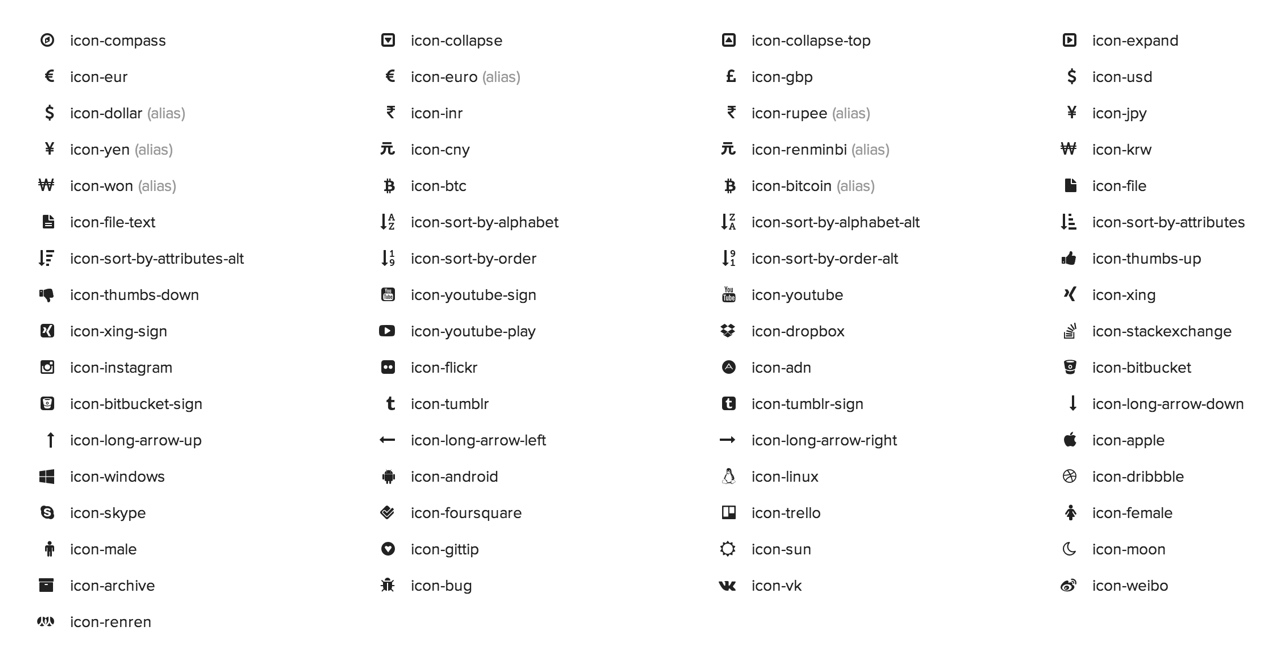 icon-compass icon-collapse icon-collapse-top icon-expand
icon-eur icon-euro (alias) icon-gbp icon-usd
icon-dollar (alias) icon-inr icon-rupee (alias) icon-jpy
icon-yen (alias) icon-cny icon-renminbi (alias) icon-krw
icon-won (alias) icon-btc icon-bitcoin (alias) icon-file
icon-file-text icon-sort-by-alphabet icon-sort-by-alphabet-alt icon-sort-by-attributes
icon-sort-by-attributes-alt icon-sort-by-order icon-sort-by-order-alt icon-thumbs-up
icon-thumbs-down icon-youtube-sign icon-youtube icon-xing
icon-xing-sign icon-youtube-play icon-dropbox icon-stackexchange
icon-instagram icon-flickr icon-adn icon-bitbucket
icon-bitbucket-sign icon-tumblr icon-tumblr-sign icon-long-arrow-down
icon-long-arrow-up icon-long-arrow-left icon-long-arrow-right icon-apple
icon-windows icon-android icon-linux icon-dribbble
icon-skype icon-foursquare icon-trello icon-female
icon-male icon-gittip icon-sun icon-moon
icon-archive icon-bug icon-vk icon-weibo
icon-renren